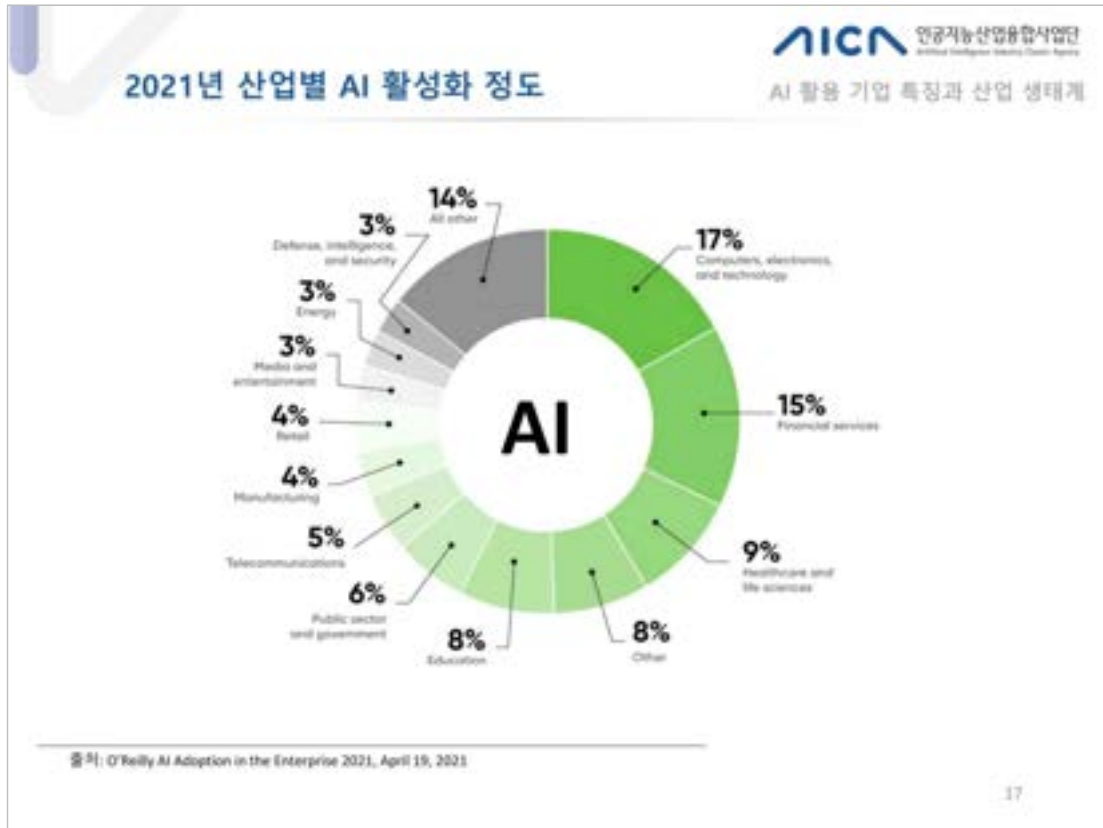 AICA 인공지능산업융합사업단
Artificial Intelligence Industry Cluster Agency
2021년 산업별 AI 활성화 정도
AI 활용 기업 특징과 산업 생태계
14%
All other
3%
Defense, intelligence,
and security
3%
Energy
3%
Media and
entertainment
4%
Retail
4%
Manufacturing
5%
Telecommunications
6%
Public sector
and government
8%
Education
8%
Other
9%
Healthcare and
life sciences
15%
Financial services
17%
Computers, electronics,
and technology
AI
출처: O'Reilly AI Adoption in the Enterprise 2021, April 19, 2021
17